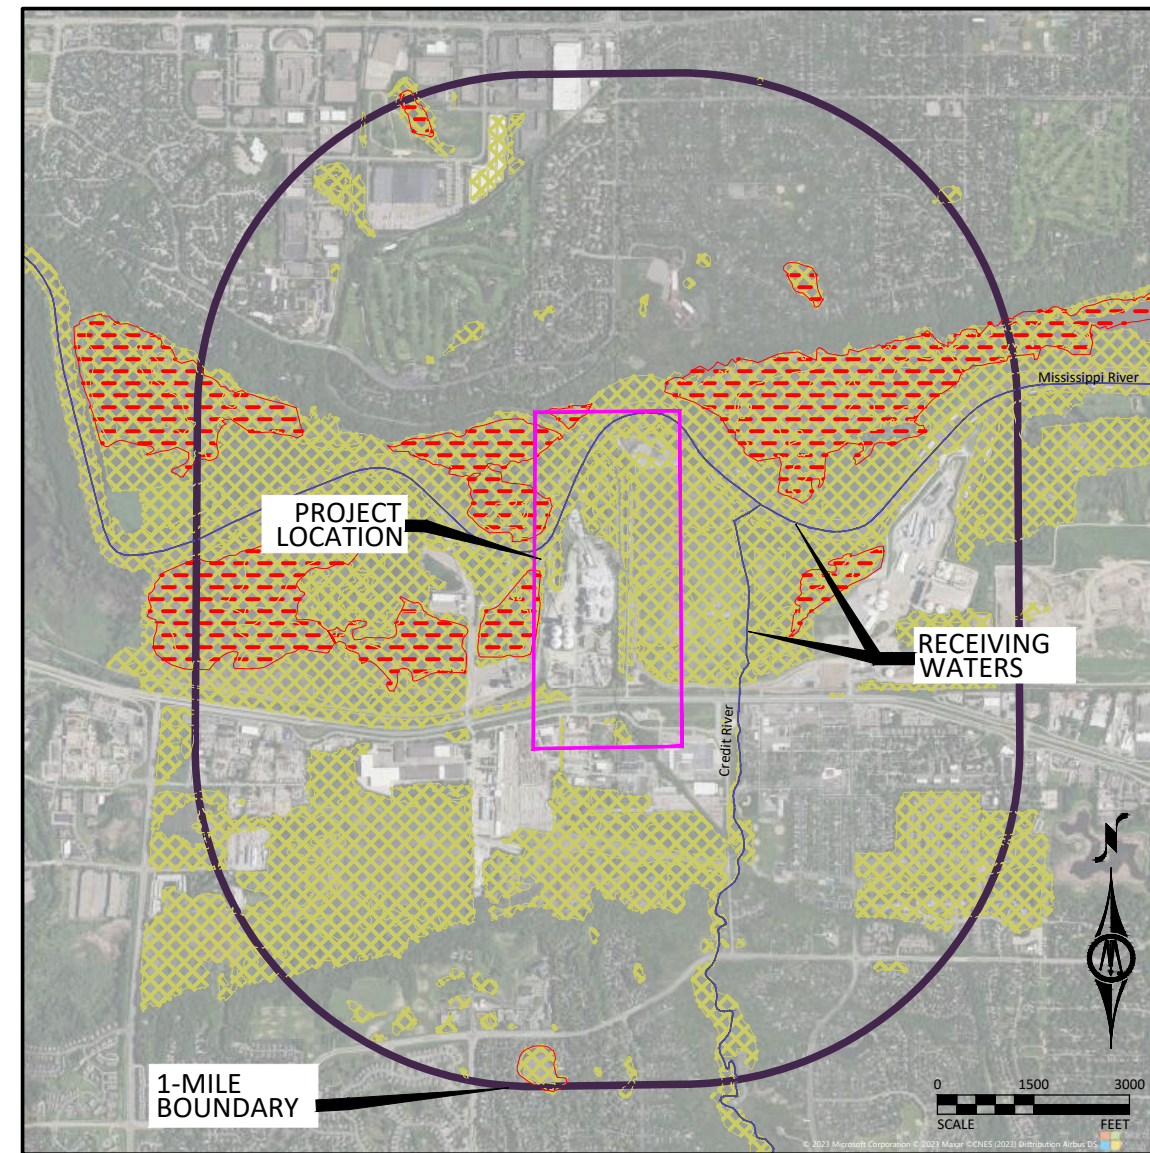 Mississippi River
PROJECT
LOCATION
RECEIVING
WATERS
Credit River
N
1-MILE
BOUNDARY
0 1500 3000
SCALE FEET
© 2023 Microsoft Corporation © 2023 Maxar ©CNES (2023) Distribution Airbus DS